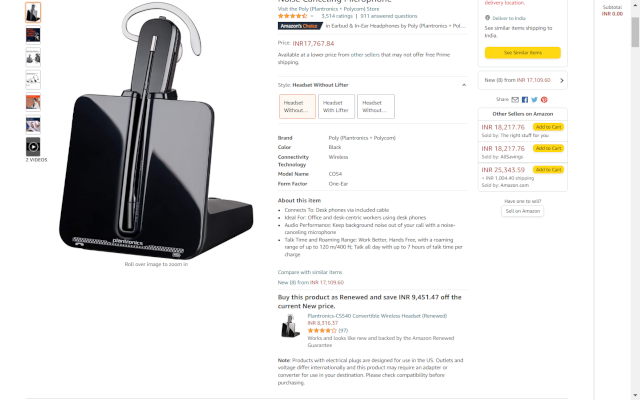 Noise-Canceling Microphone
Visit the Poly (Plantronics + Polycom) Store
3,514 ratings | 911 answered questions
Amazon's Choice in Earbud & In-Ear Headphones by Poly (Plantronics + Pol...
Price: INR17,767.84
Available at a lower price from other sellers that may not offer free Prime
shipping.
Style: Headset Without Lifter
Headset
Without...
Headset
With Lifter
Headset
Without...
Brand Poly (Plantronics + Polycom)
Color Black
Connectivity
Technology
Wireless
Model Name CO54
Form Factor One-Ear
About this item
• Connects To: Desk phones via included cable
• Ideal For: Office and desk-centric workers using desk phones
• Audio Performance: Keep background noise out of your call with a noise-
canceling microphone
• Talk Time and Roaming Range: Work Better, Hands Free, with a roaming
range of up to 120 m/400 ft; Talk all day with up to 7 hours of talk time per
charge
Compare with similar items
New (8) from INR 17,109.60
Buy this product as Renewed and save INR 9,451.47 off the
current New price.
Plantronics-CS540 Convertible Wireless Headset (Renewed)
INR 8,316.37
(97)
Works and looks like new and backed by the Amazon Renewed
Guarantee
Note: Products with electrical plugs are designed for use in the US. Outlets and
voltage differ internationally and this product may require an adapter or
converter for use in your destination. Please check compatibility before
purchasing.
2 VIDEOS
plantronics
Roll over image to zoom in
delivery location.
Deliver to India
See similar items shipping to
India.
See Similar Items
New (8) from INR 17,109.60
Share
Other Sellers on Amazon
INR 18,217.76 Add to Cart
Sold by: The right stuff for you
INR 18,217.76 Add to Cart
Sold by: AllSavings
INR 25,343.59 Add to Cart
+ INR 1,004.40 shipping
Sold by: Amazon.com
Have one to sell?
Sell on Amazon
Subtotal
INR 0.00